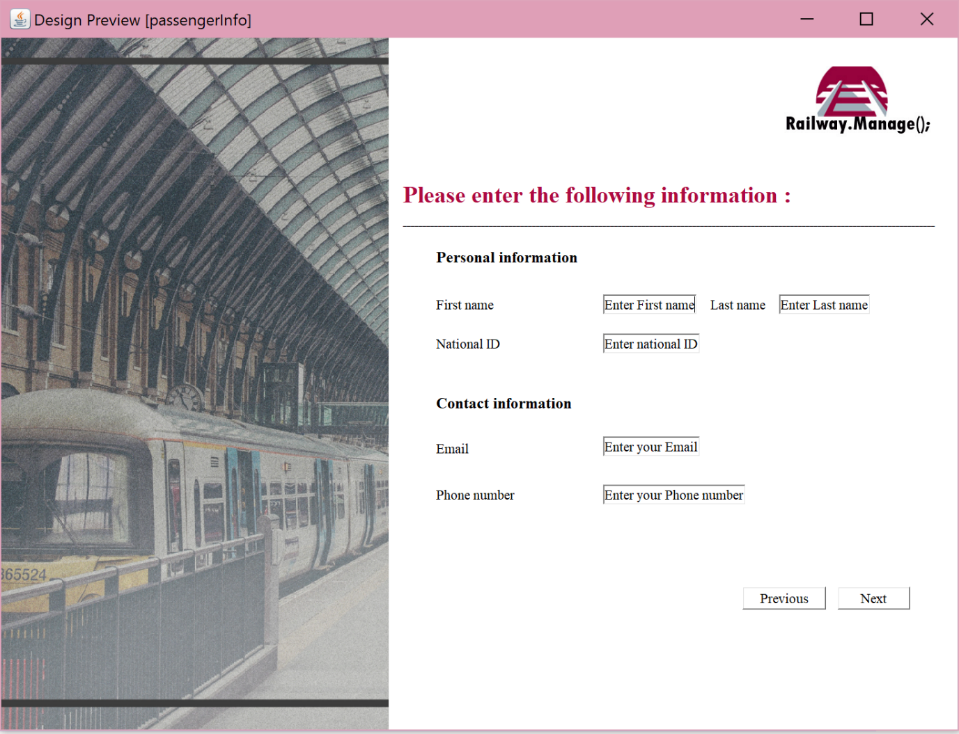 Design Preview [passengerInfo]
Railway.Manage();
Please enter the following information :
Personal information
First name Enter First name Last name Enter Last name
National ID Enter national ID
Contact information
Email Enter your Email
Phone number Enter your Phone number
365524
Previous Next